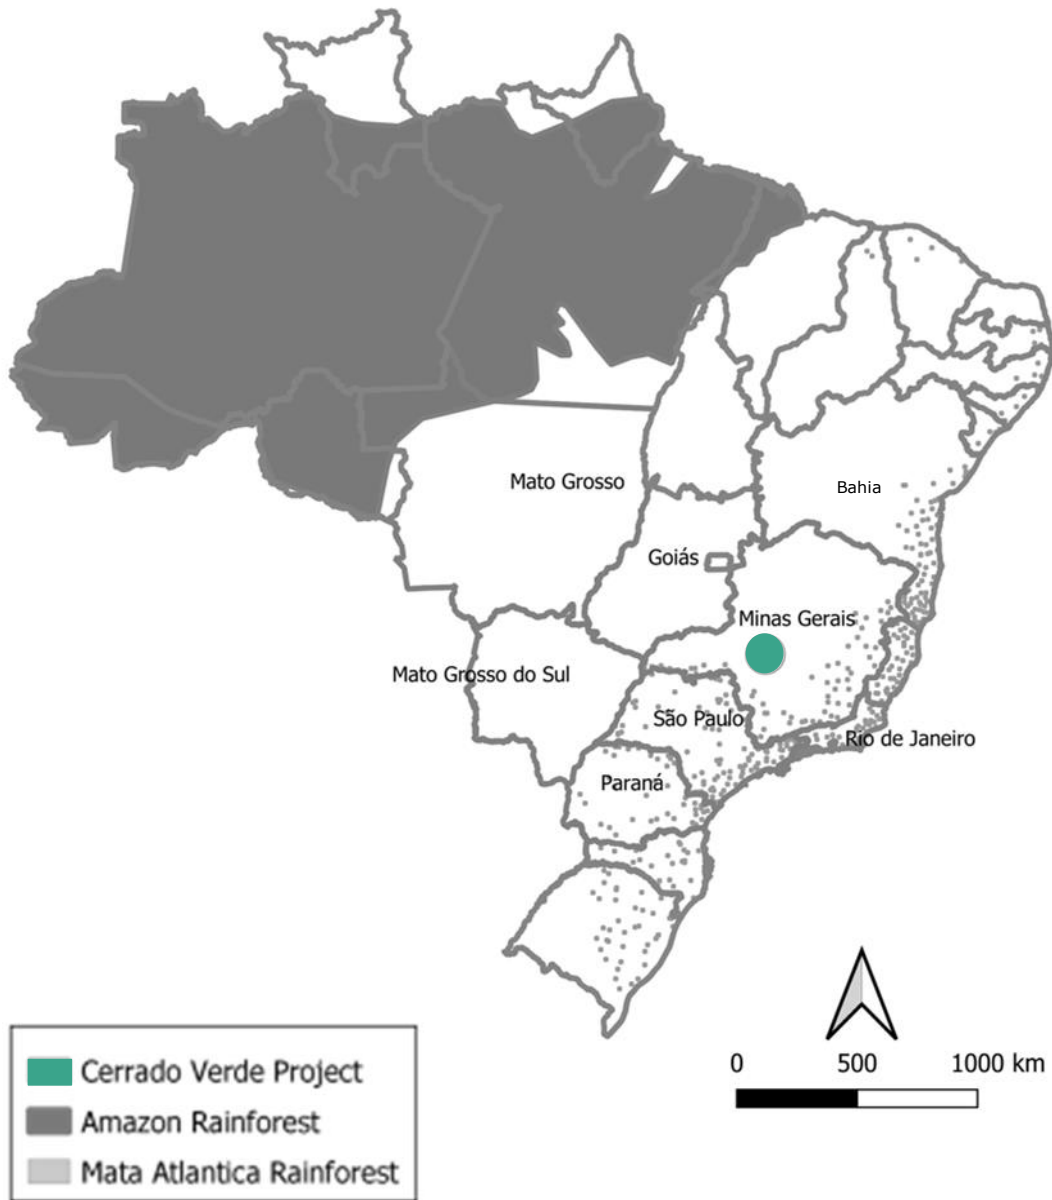 Mato Grosso
Bahia
Goiás
Minas Gerais
Mato Grosso do Sul
São Paulo
Rio de Janeiro
Paraná
0 500 1000 km
Cerrado Verde Project
Amazon Rainforest
Mata Atlantica Rainforest